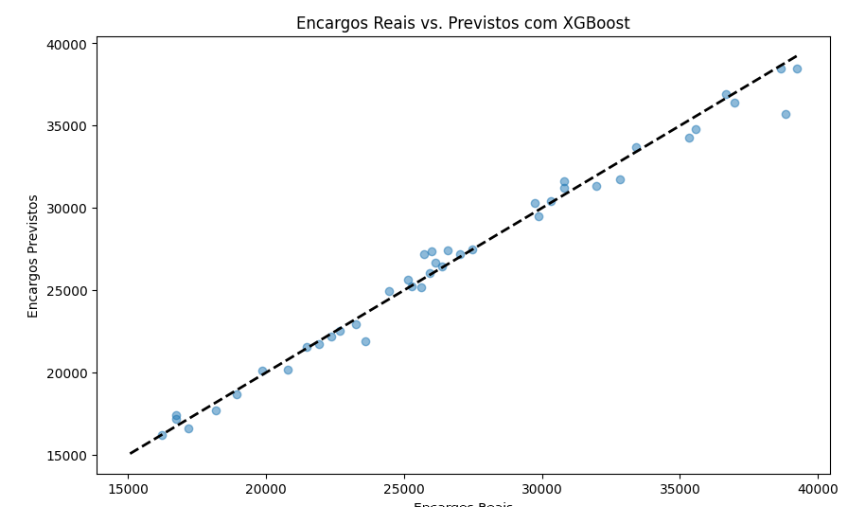 Encargos Reais vs. Previstos com XGBoost
40000
35000
30000
25000
20000
15000
Encargos Previstos
15000 20000 25000 30000 35000 40000
Encargos Reais